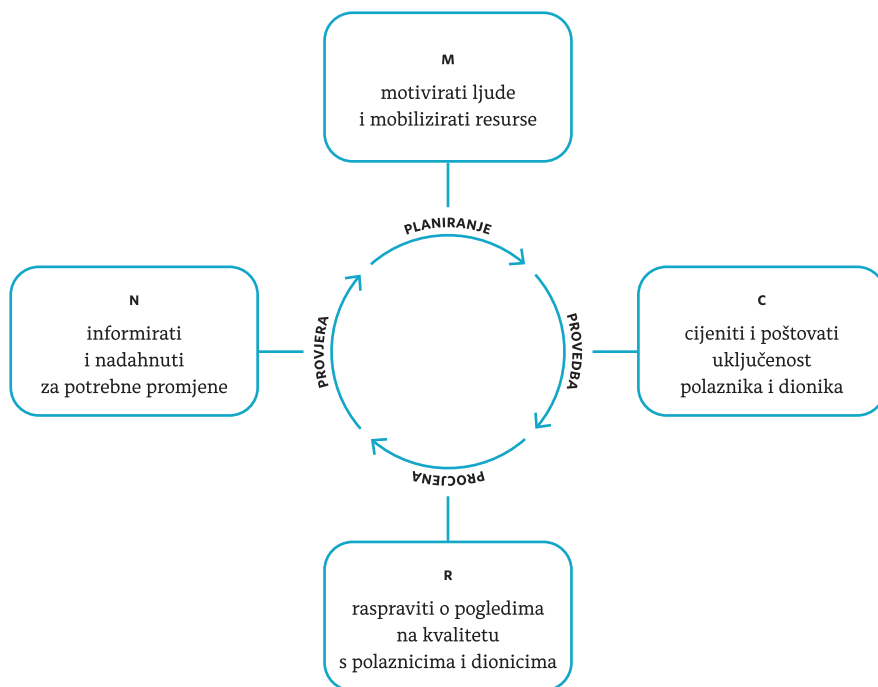 M
motivirati ljude
i mobilizirati resurse
PLANIRANJE
N
informirati
i nadahnuti
za potrebne promjene
PROVJERA
PROVEDBA
C
cijeniti i poštovati
uključenost
polaznika i dionika
PROCJENA
R
raspraviti o pogledima
na kvalitetu
s polaznicima i dionicima